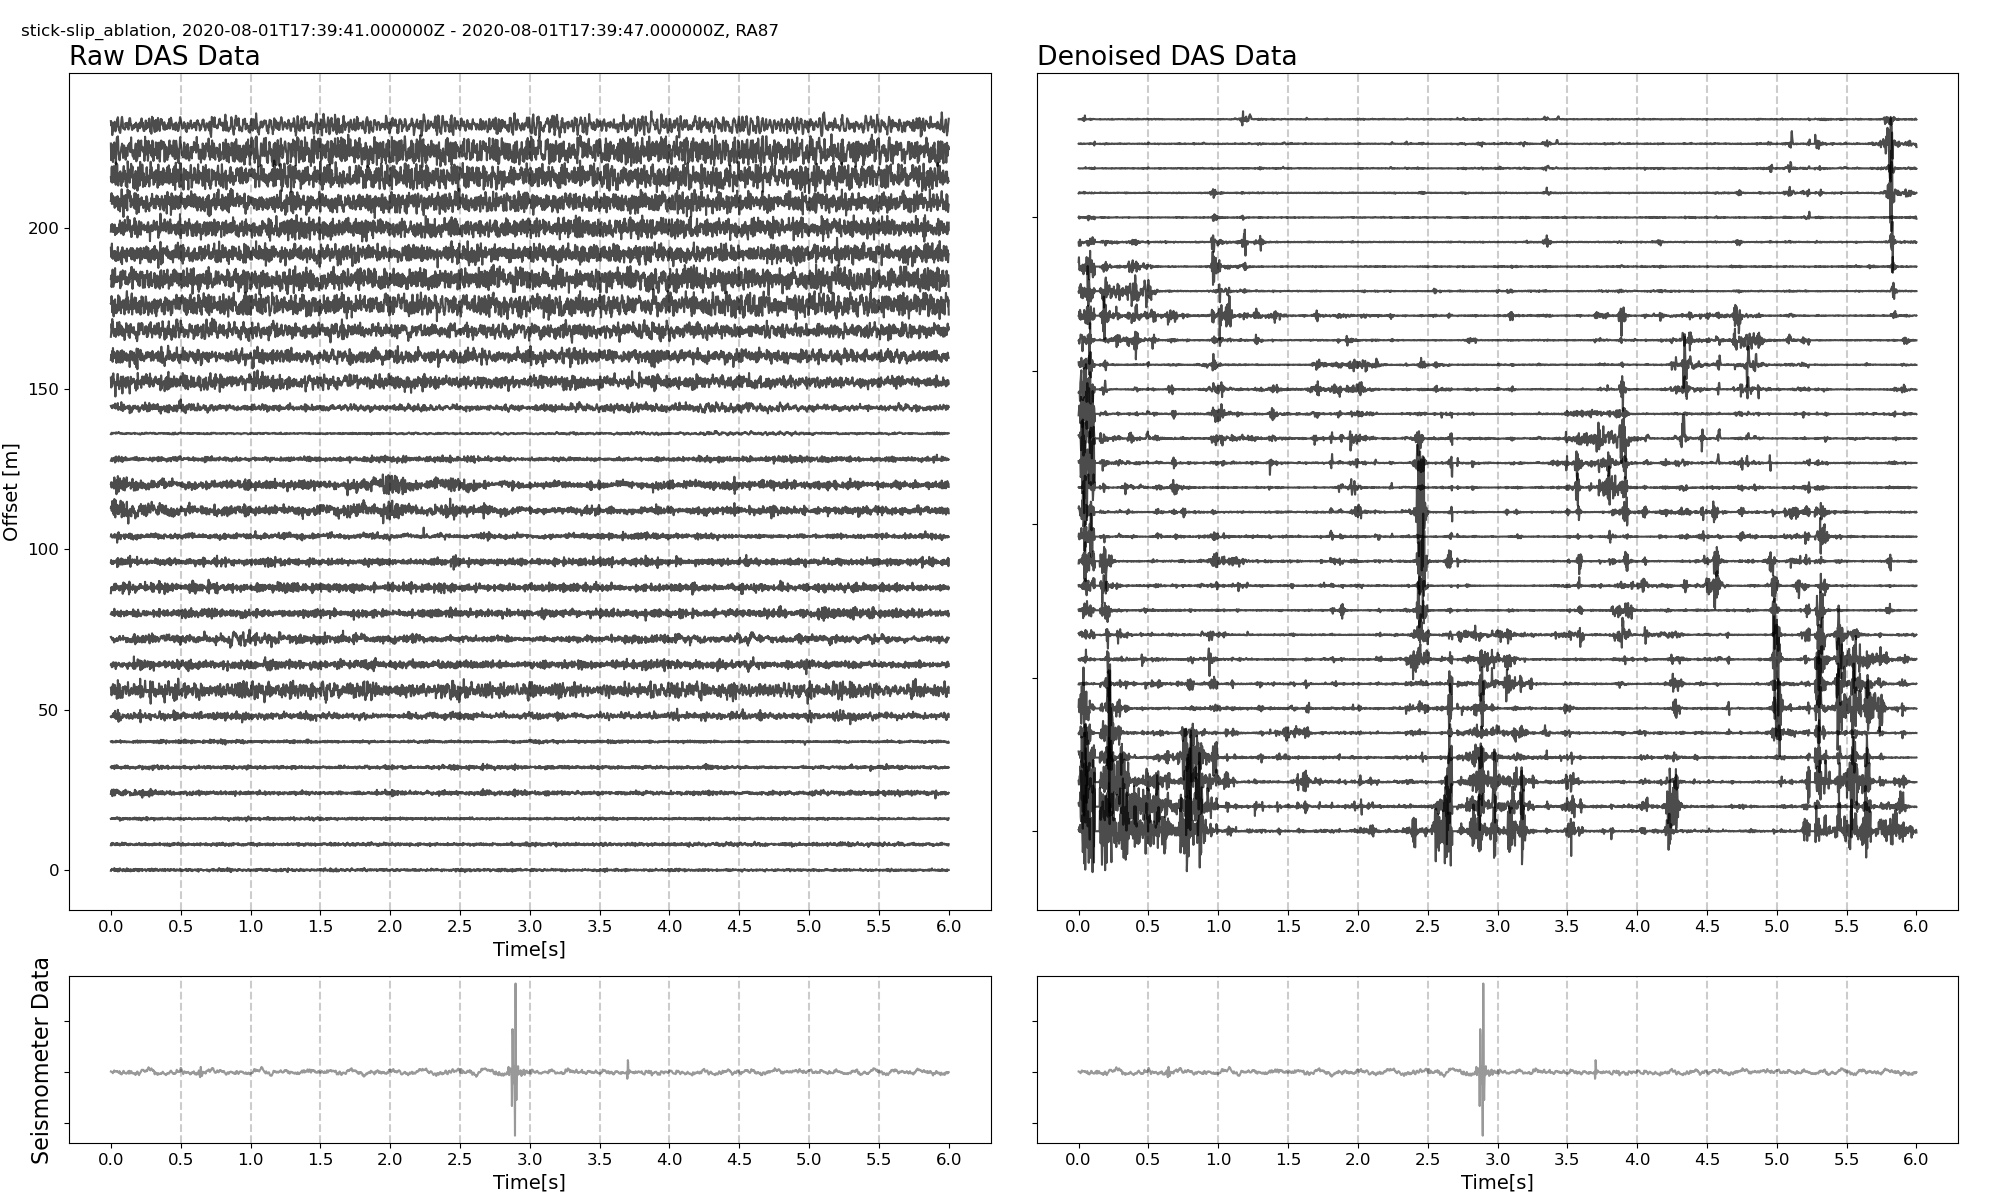 stick-slip_ablation, 2020-08-01T17:39:41.000000Z - 2020-08-01T17:39:47.000000Z, RA87
Raw DAS Data
Denoised DAS Data
Offset [m]
200
150
100
50
0
0.0 0.5 1.0 1.5 2.0 2.5 3.0 3.5 4.0 4.5 5.0 5.5 6.0
Time[s]
0.0 0.5 1.0 1.5 2.0 2.5 3.0 3.5 4.0 4.5 5.0 5.5 6.0
Seismometer Data
0.0 0.5 1.0 1.5 2.0 2.5 3.0 3.5 4.0 4.5 5.0 5.5 6.0
Time[s]
0.0 0.5 1.0 1.5 2.0 2.5 3.0 3.5 4.0 4.5 5.0 5.5 6.0
Time[s]